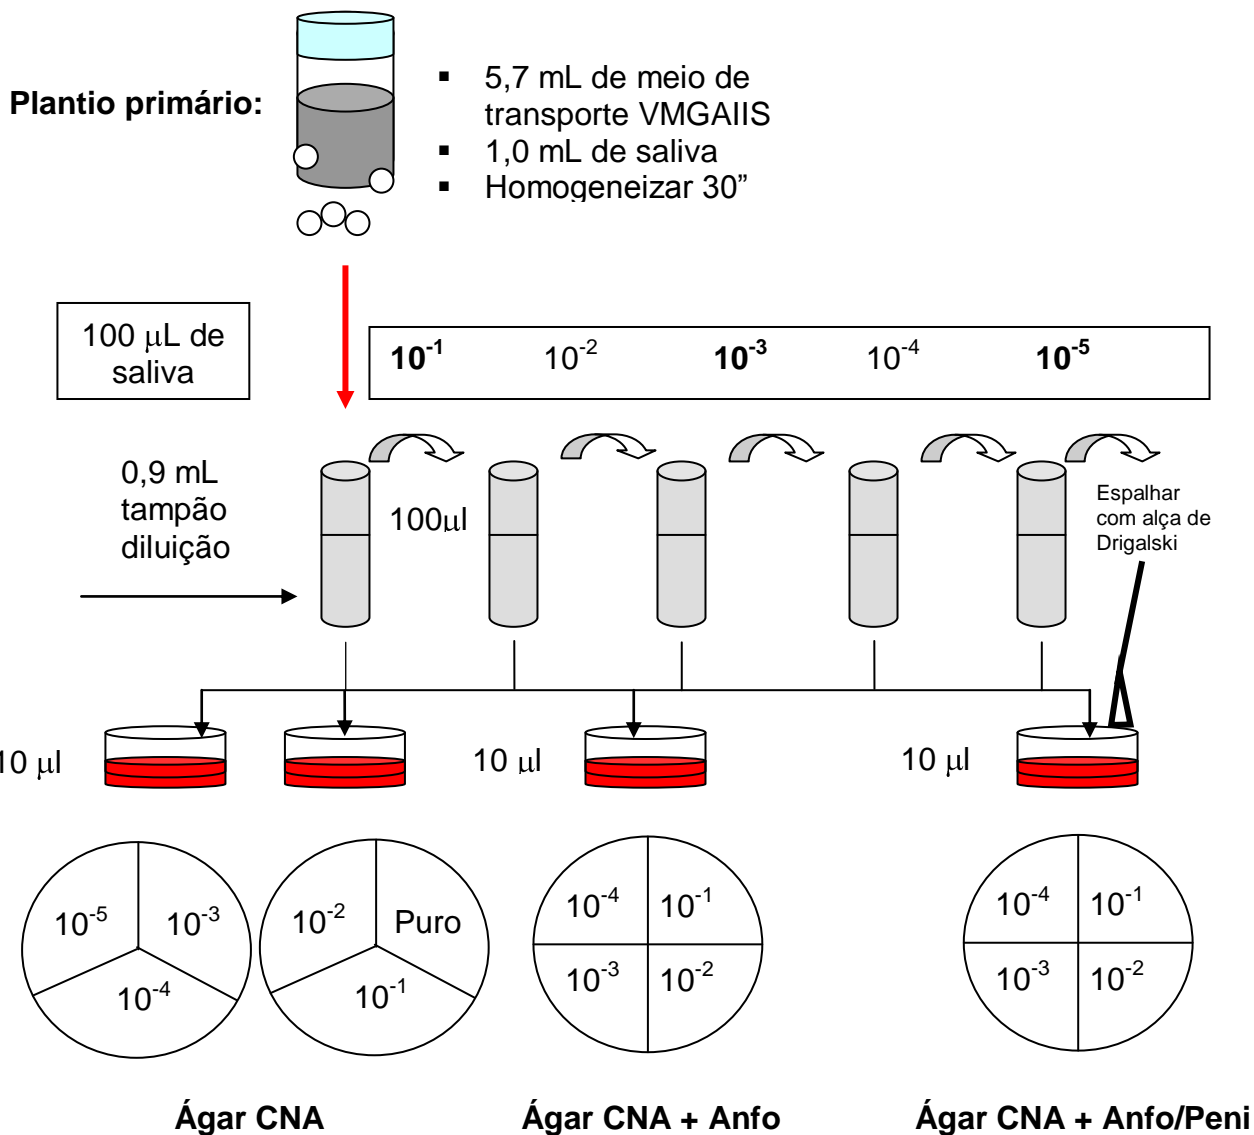 Plantio primário:
▪ 5,7 mL de meio de
transporte VMGAIIS
▪ 1,0 mL de saliva
▪ Homogeneizar 30”
100 μL de
saliva
10⁻¹ 10⁻² 10⁻³ 10⁻⁴ 10⁻⁵
0,9 mL
tampão
diluição
100μl
Espalhar
com alça de
Drigalski
10 μl
10 μl
10 μl
10⁻⁵ 10⁻³
10⁻⁴
10⁻² Puro
10⁻¹
10⁻⁴ 10⁻¹
10⁻³ 10⁻²
10⁻⁴ 10⁻¹
10⁻³ 10⁻²
Ágar CNA
Ágar CNA + Anfo
Ágar CNA + Anfo/Peni